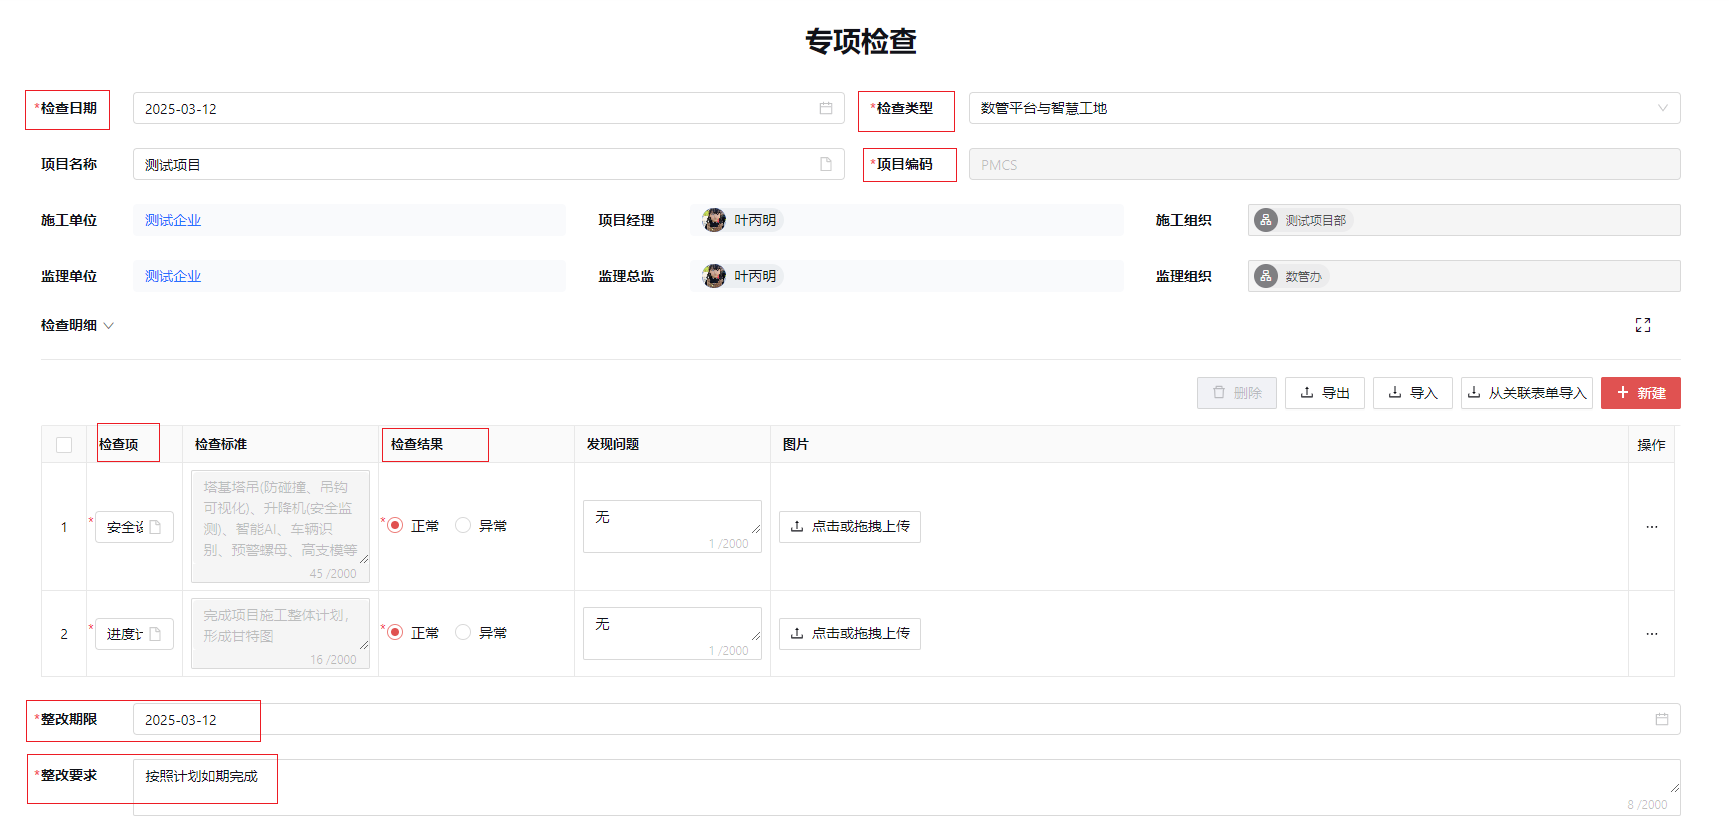 专项检查
*检查日期 2025-03-12 *检查类型 数管平台与智慧工地
项目名称 测试项目 *项目编码 PMCS
施工单位 测试企业 项目经理 叶丙明 施工组织 测试项目部
监理单位 测试企业 监理总监 叶丙明 监理组织 数管办
检查明细
删除 导出 导入 从关联表单导入 + 新建
检查项 检查标准 检查结果 发现问题 图片 操作
1 * 安全设 塔基塔吊(防碰撞、吊钩 * 正常 异常 无 点击或拖拽上传 ...
可视化)、升降机(安全监
测)、智能AI、车辆识
别、预警螺母、高支模等
45 /2000 1 /2000
2 * 进度计 完成项目施工整体计划, * 正常 异常 无 点击或拖拽上传 ...
形成甘特图
16 /2000 1 /2000
*整改期限 2025-03-12
*整改要求 按照计划如期完成
8 /2000